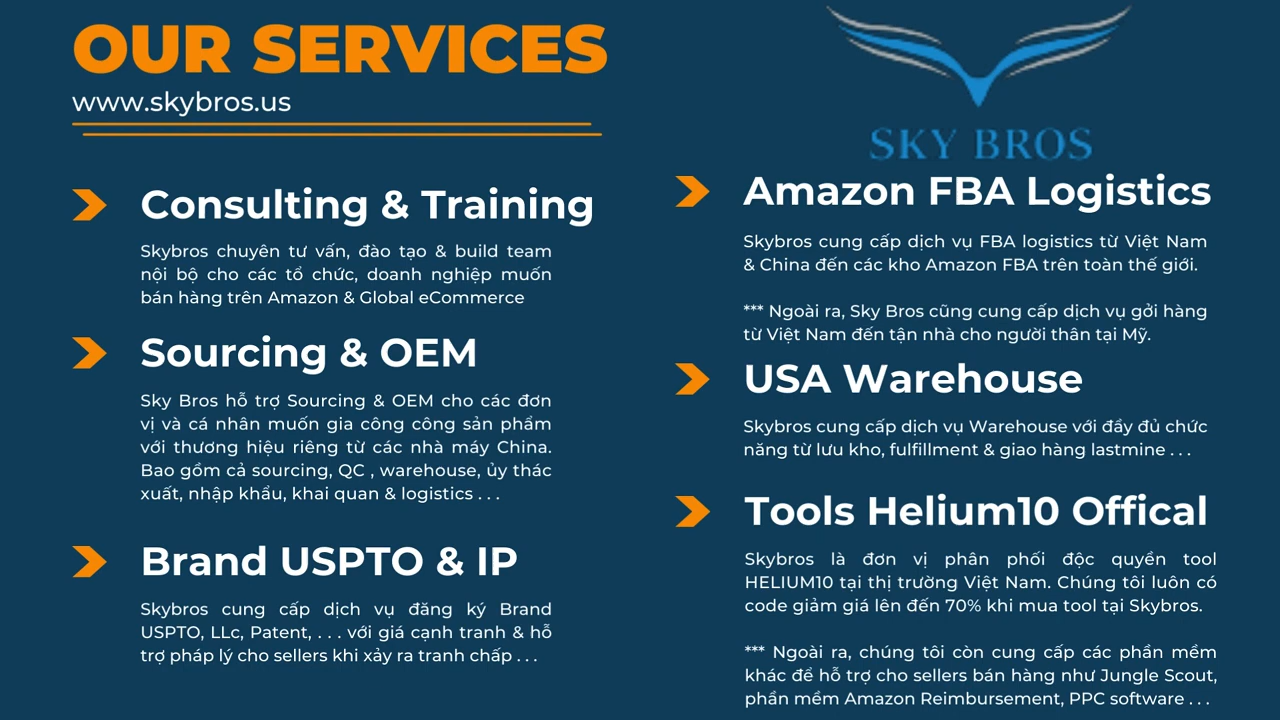 OUR SERVICES
www.skybros.us
SKY BROS
Consulting & Training
Skybros chuyên tư vấn, đào tạo & build team
nội bộ cho các tổ chức, doanh nghiệp muốn
bán hàng trên Amazon & Global eCommerce
Sourcing & OEM
Sky Bros hỗ trợ Sourcing & OEM cho các đơn
vị và cá nhân muốn gia công công sản phẩm
với thương hiệu riêng từ các nhà máy China.
Bao gồm cả sourcing, QC , warehouse, ủy thác
xuất, nhập khẩu, khai quan & logistics . . .
Brand USPTO & IP
Skybros cung cấp dịch vụ đăng ký Brand
USPTO, LLc, Patent, . . . với giá cạnh tranh & hỗ
trợ pháp lý cho sellers khi xảy ra tranh chấp . . .
Amazon FBA Logistics
Skybros cung cấp dịch vụ FBA logistics từ Việt Nam
& China đến các kho Amazon FBA trên toàn thế giới.
*** Ngoài ra, Sky Bros cũng cung cấp dịch vụ gởi hàng
từ Việt Nam đến tận nhà cho người thân tại Mỹ.
USA Warehouse
Skybros cung cấp dịch vụ Warehouse với đầy đủ chức
năng từ lưu kho, fulfillment & giao hàng lastmine . . .
Tools Helium10 Offical
Skybros là đơn vị phân phối độc quyền tool
HELIUM10 tại thị trường Việt Nam. Chúng tôi luôn có
code giảm giá lên đến 70% khi mua tool tại Skybros.
*** Ngoài ra, chúng tôi còn cung cấp các phần mềm
khác để hỗ trợ cho sellers bán hàng như Jungle Scout,
phần mềm Amazon Reimbursement, PPC software . . .